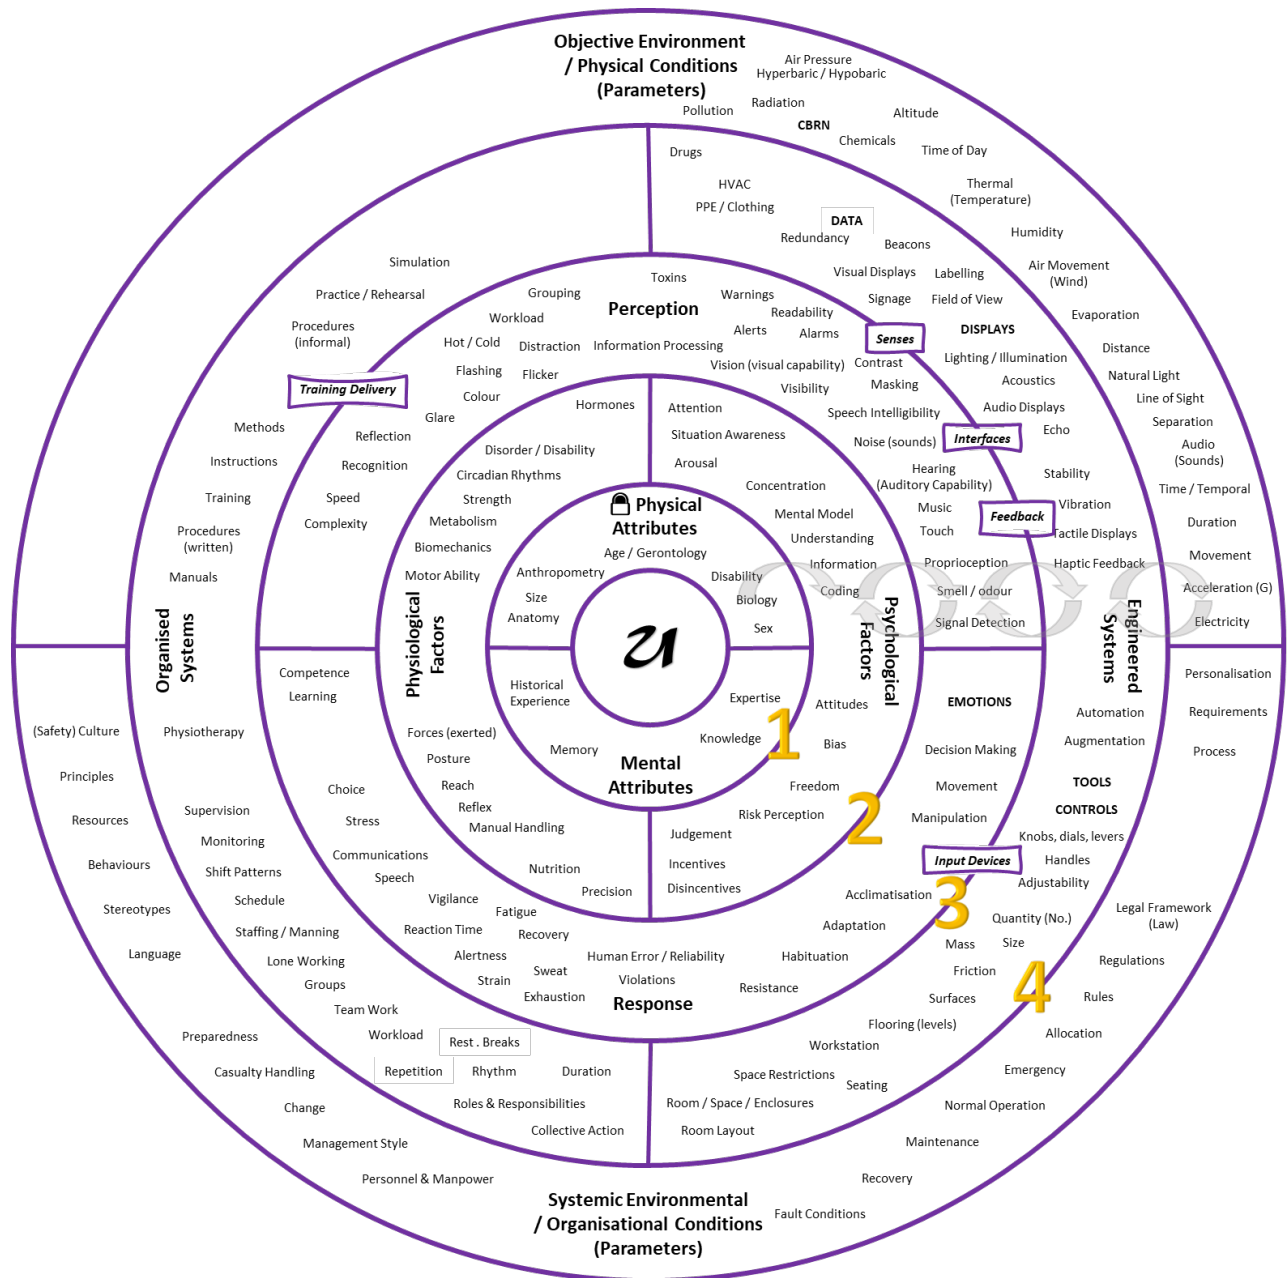 Objective Environment
/ Physical Conditions
(Parameters)
Air Pressure
Hyperbaric / Hypobaric
Pollution
Radiation
Altitude
CBRN
Chemicals
Time of Day
Thermal
(Temperature)
Humidity
Air Movement
(Wind)
Evaporation
Distance
Natural Light
Line of Sight
Separation
Audio
(Sounds)
Time / Temporal
Duration
Movement
Acceleration (G)
Electricity
Drugs
HVAC
PPE / Clothing
DATA
Redundancy
Beacons
Visual Displays
Labelling
Signage
Field of View
DISPLAYS
Lighting / Illumination
Acoustics
Audio Displays
Echo
Stability
Vibration
Tactile Displays
Haptic Feedback
Engineered
Systems
Senses
Interfaces
Feedback
Simulation
Practice / Rehearsal
Procedures
(informal)
Training Delivery
Methods
Instructions
Training
Procedures
(written)
Manuals
Organised
Systems
Toxins
Grouping
Perception
Warnings
Workload
Readability
Hot / Cold
Distraction
Information Processing
Alerts
Alarms
Flashing
Flicker
Vision (visual capability)
Contrast
Colour
Visibility
Masking
Glare
Speech Intelligibility
Reflection
Noise (sounds)
Recognition
Hearing
(Auditory Capability)
Speed
Music
Complexity
Touch
Proprioception
Smell / odour
Signal Detection
Hormones
Attention
Situation Awareness
Disorder / Disability
Arousal
Circadian Rhythms
Concentration
Strength
Mental Model
Metabolism
Understanding
Biomechanics
Information
Motor Ability
Coding
Physiological
Factors
Psychological
Factors
Physical
Attributes
Age / Gerontology
Anthropometry
Disability
Size
Biology
Anatomy
Sex
u
Historical
Experience
Expertise
Knowledge
Memory
Mental
Attributes
1
Attitudes
Forces (exerted)
Bias
Posture
Reach
Freedom
Reflex
Risk Perception
Manual Handling
Judgement
2
Nutrition
Incentives
Precision
Disincentives
Competence
Learning
EMOTIONS
Decision Making
Choice
Movement
Stress
Manipulation
Communications
Speech
Input Devices
Vigilance
Acclimatisation
3
Fatigue
Reaction Time
Recovery
Adaptation
Alertness
Human Error / Reliability
Habituation
Sweat
Strain
Violations
Exhaustion
Resistance
Response
Physiotherapy
Automation
Augmentation
TOOLS
Supervision
CONTROLS
Monitoring
Knobs, dials, levers
Shift Patterns
Handles
Schedule
Adjustability
Staffing / Manning
Quantity (No.)
Lone Working
Mass
Size
Groups
Friction
4
Team Work
Surfaces
Workload
Flooring (levels)
Rest . Breaks
Workstation
Repetition
Rhythm
Duration
Space Restrictions
Seating
Roles & Responsibilities
Room / Space / Enclosures
Collective Action
Room Layout
(Safety) Culture
Principles
Resources
Behaviours
Stereotypes
Language
Preparedness
Casualty Handling
Change
Management Style
Personnel & Manpower
Personalisation
Requirements
Process
Legal Framework
(Law)
Regulations
Rules
Allocation
Emergency
Normal Operation
Maintenance
Recovery
Fault Conditions
Systemic Environmental
/ Organisational Conditions
(Parameters)